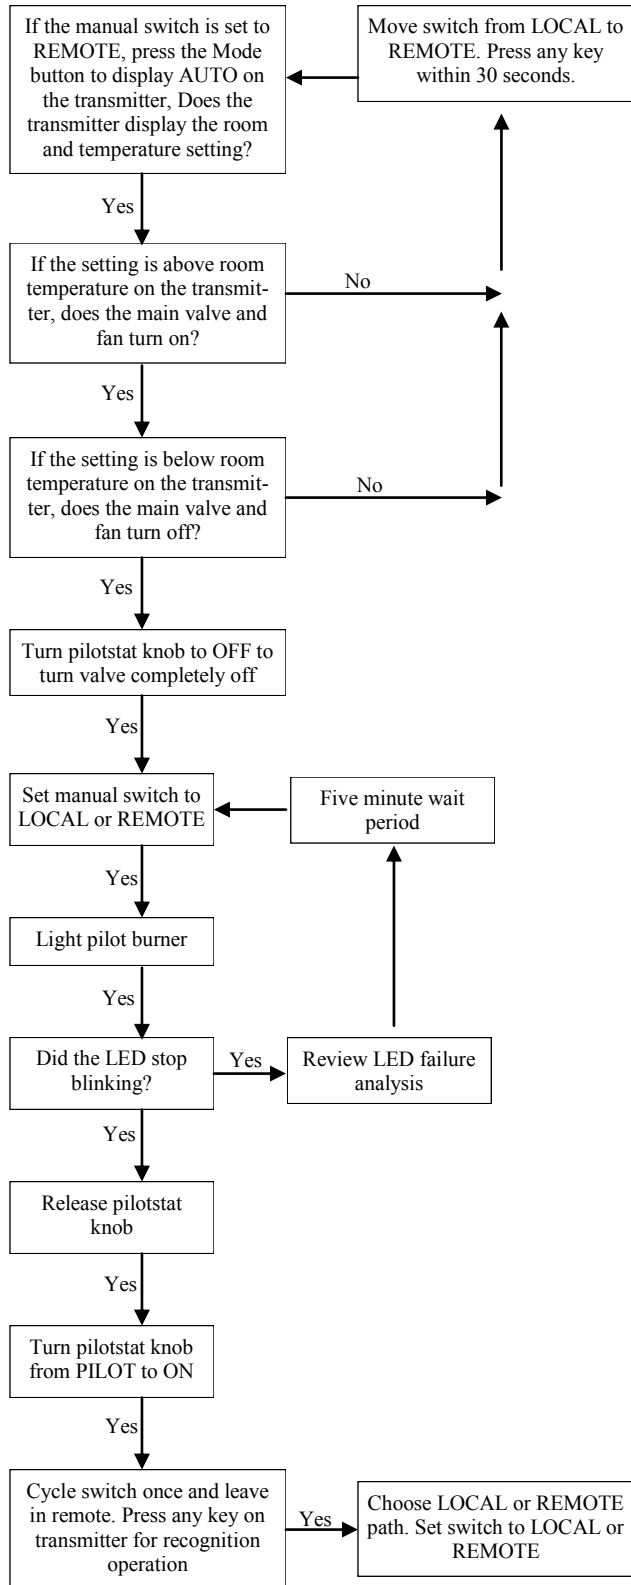 If the manual switch is set to
REMOTE, press the Mode
button to display AUTO on
the transmitter, Does the
transmitter display the room
and temperature setting?
Move switch from LOCAL to
REMOTE. Press any key
within 30 seconds.
Yes
If the setting is above room
temperature on the transmit-
ter, does the main valve and
fan turn on?
No
Yes
If the setting is below room
temperature on the transmit-
ter, does the main valve and
fan turn off?
No
Yes
Turn pilotstat knob to OFF to
turn valve completely off
Yes
Set manual switch to
LOCAL or REMOTE
Five minute wait
period
Yes
Light pilot burner
Yes
Did the LED stop
blinking?
Yes
Review LED failure
analysis
Yes
Release pilotstat
knob
Yes
Turn pilotstat knob
from PILOT to ON
Yes
Cycle switch once and leave
in remote. Press any key on
transmitter for recognition
operation
Yes
Choose LOCAL or REMOTE
path. Set switch to LOCAL or
REMOTE